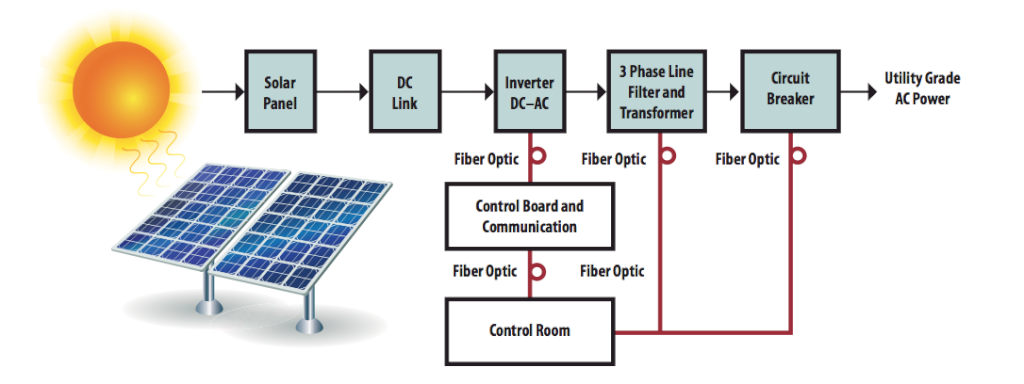 Solar
Panel
DC
Link
Inverter
DC–AC
3 Phase Line
Filter and
Transformer
Circuit
Breaker
Utility Grade
AC Power
Fiber Optic
Fiber Optic
Fiber Optic
Control Board and
Communication
Fiber Optic
Fiber Optic
Control Room